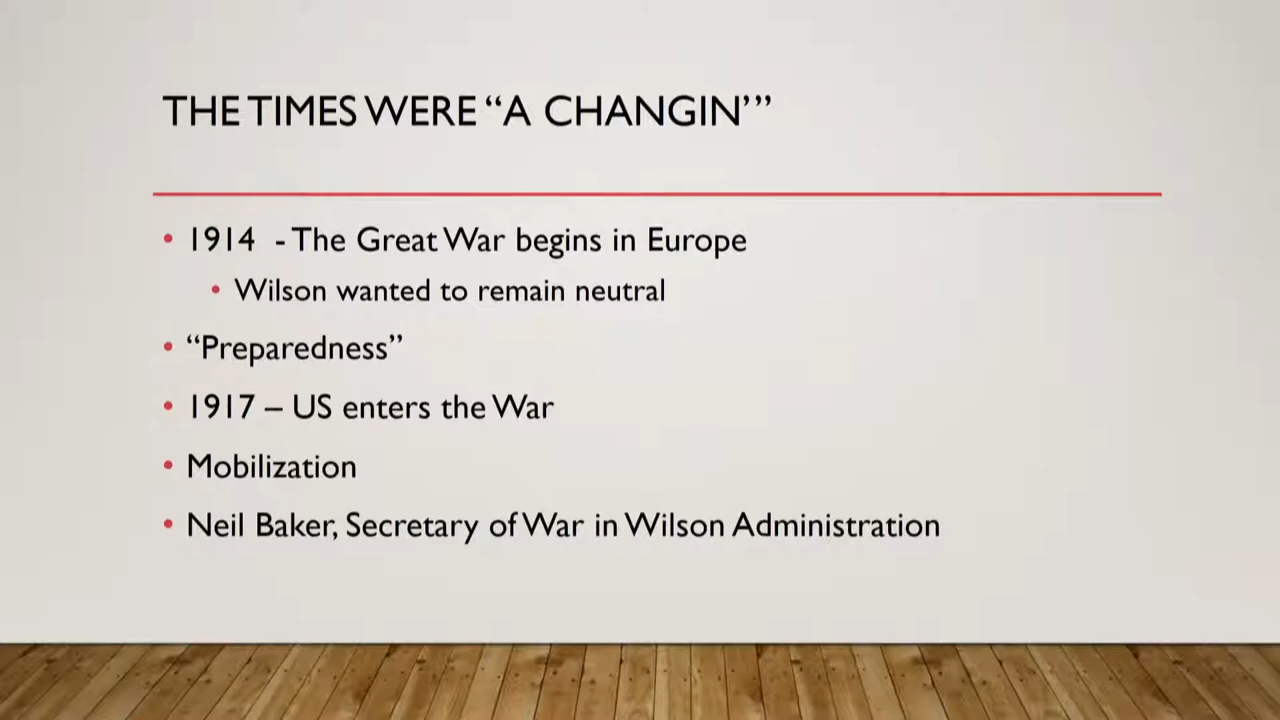 THE TIMES WERE “A CHANGIN’”
• 1914 - The Great War begins in Europe
• Wilson wanted to remain neutral
• “Preparedness”
• 1917 – US enters the War
• Mobilization
• Neil Baker, Secretary of War in Wilson Administration